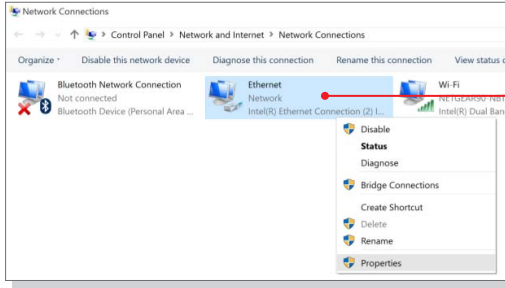 Network Connections
Control Panel > Network and Internet > Network Connections
Organize Disable this network device Diagnose this connection Rename this connection View status
Bluetooth Network Connection
Not connected
Bluetooth Device (Personal Area ...
Ethernet
Network
Intel(R) Ethernet Connection (2) I...
Wi-Fi
Intel(R) Dual Ban
Disable
Status
Diagnose
Bridge Connections
Create Shortcut
Delete
Rename
Properties